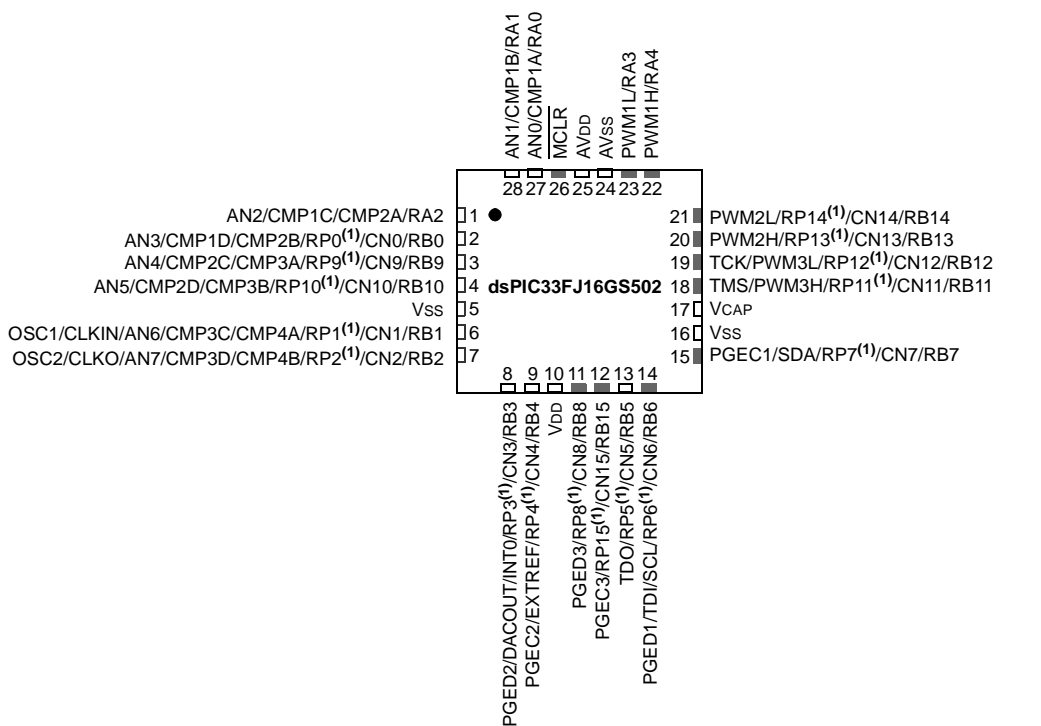 AN1/CMP1B/RA1
AN0/CMP1A/RA0
MCLR
AVDD
AVSS
PWM1L/RA3
PWM1H/RA4
28 27 26 25 24 23 22
AN2/CMP1C/CMP2A/RA2 1
AN3/CMP1D/CMP2B/RP0(1)/CN0/RB0 2
AN4/CMP2C/CMP3A/RP9(1)/CN9/RB9 3
AN5/CMP2D/CMP3B/RP10(1)/CN10/RB10 4
VSS 5
OSC1/CLKIN/AN6/CMP3C/CMP4A/RP1(1)/CN1/RB1 6
OSC2/CLKO/AN7/CMP3D/CMP4B/RP2(1)/CN2/RB2 7
dsPIC33FJ16GS502
21 PWM2L/RP14(1)/CN14/RB14
20 PWM2H/RP13(1)/CN13/RB13
19 TCK/PWM3L/RP12(1)/CN12/RB12
18 TMS/PWM3H/RP11(1)/CN11/RB11
17 VCAP
16 VSS
15 PGEC1/SDA/RP7(1)/CN7/RB7
8 9 10 11 12 13 14
PGED2/DACOUT/INT0/RP3(1)/CN3/RB3
PGEC2/EXTREF/RP4(1)/CN4/RB4
VDD
PGED3/RP8(1)/CN8/RB8
PGEC3/RP15(1)/CN15/RB15
TDO/RP5(1)/CN5/RB5
PGED1/TDI/SCL/RP6(1)/CN6/RB6